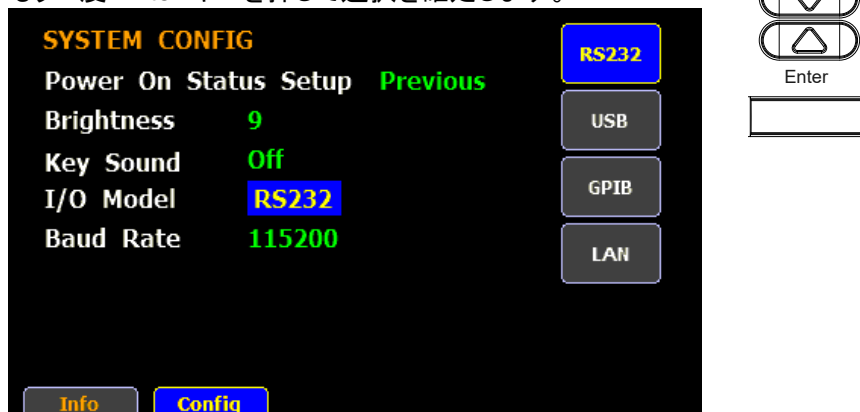 SYSTEM CONFIG
Power On Status Setup Previous
Brightness 9
Key Sound Off
I/O Model RS232
Baud Rate 115200
RS232
USB
GPIB
LAN
Info Config
Enter